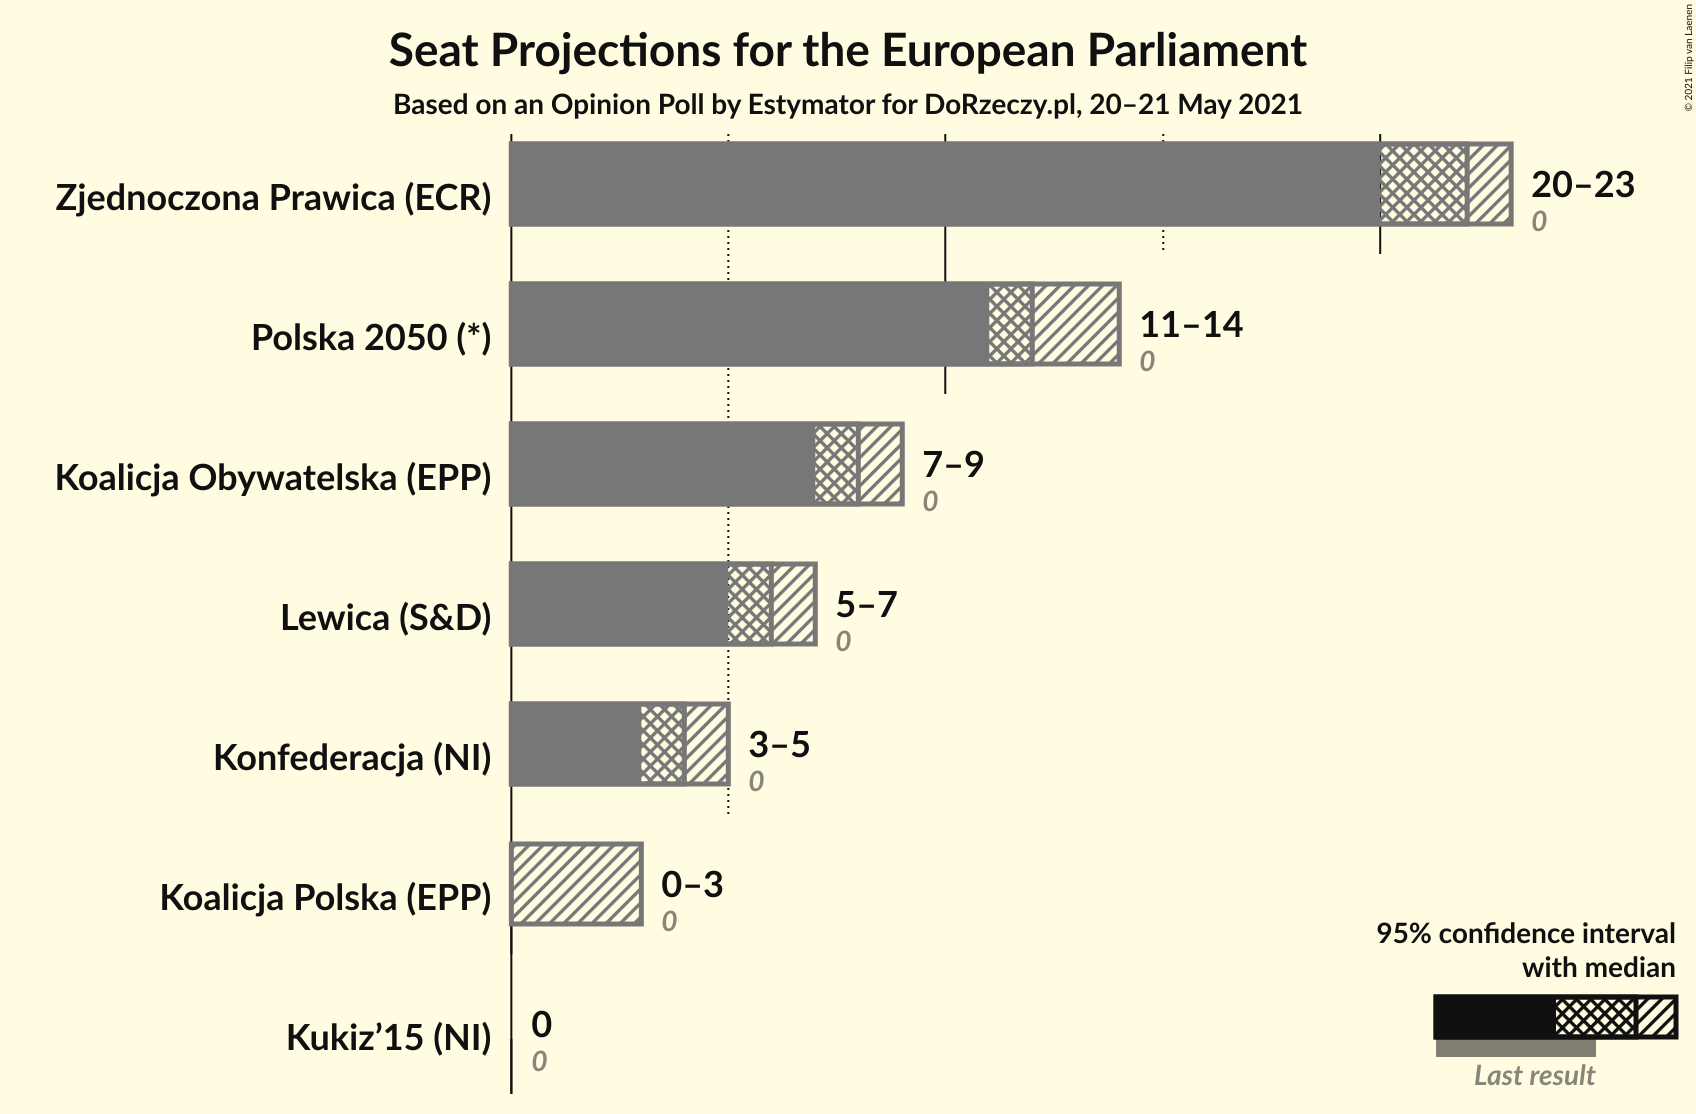 Seat Projections for the European Parliament
Based on an Opinion Poll by Estymator for DoRzeczy.pl, 20–21 May 2021
© 2021 Filip van Laenen
Zjednoczona Prawica (ECR)
20–23
0
Polska 2050 (*)
11–14
0
Koalicja Obywatelska (EPP)
7–9
0
Lewica (S&D)
5–7
0
Konfederacja (NI)
3–5
0
Koalicja Polska (EPP)
0–3
0
Kukiz’15 (NI)
0
0
95% confidence interval
with median
Last result